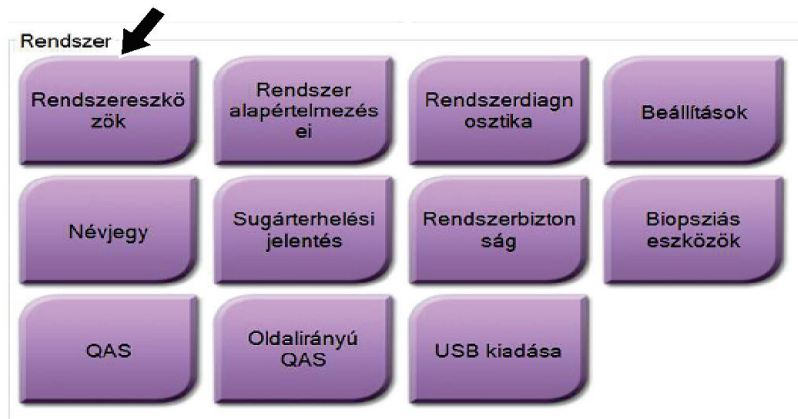 Rendszer
Rendszereszkö
zök
Rendszer
alapértelmezés
ei
Rendszerdiagn
osztika
Beállítások
Névjegy
Sugárterhelési
jelentés
Rendszerbizton
ság
Biopsziás
eszközök
QAS
Oldalirányú
QAS
USB kiadása